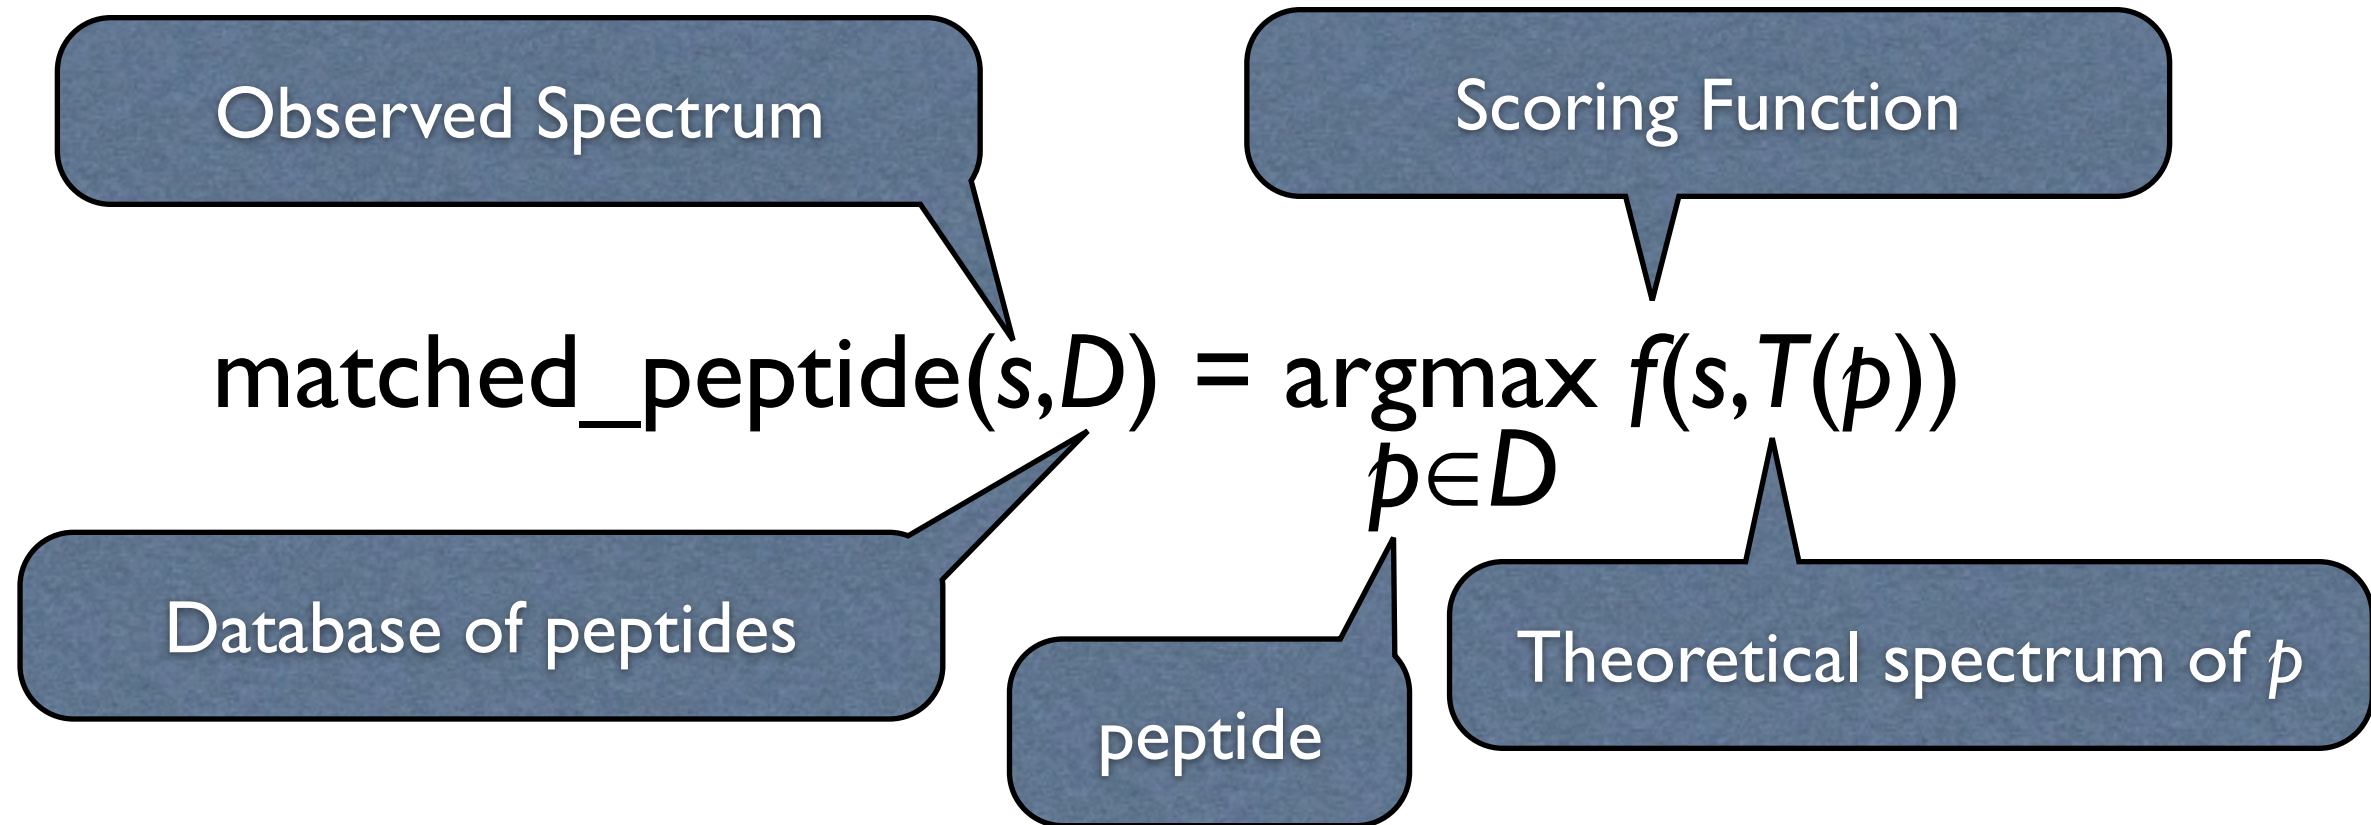 Observed Spectrum
Scoring Function
matched_peptide(s,D) = argmax f(s,T(p))
p∈D
Database of peptides
Theoretical spectrum of p
peptide